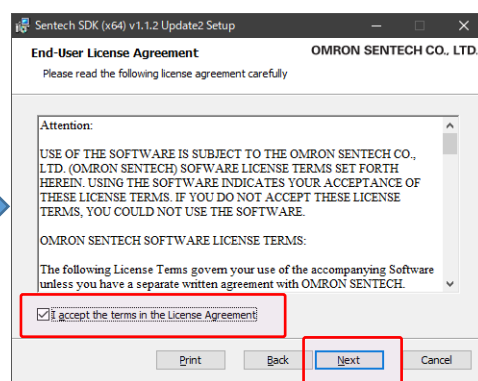 Sentech SDK (x64) v1.1.2 Update2 Setup
End-User License Agreement
OMRON SENTECH CO., LTD.
Please read the following license agreement carefully
Attention:
USE OF THE SOFTWARE IS SUBJECT TO THE OMRON SENTECH CO.,
LTD. (OMRON SENTECH) SOFWARE LICENSE TERMS SET FORTH
HEREIN. USING THE SOFTWARE INDICATES YOUR ACCEPTANCE OF
THESE LICENSE TERMS. IF YOU DO NOT ACCEPT THESE LICENSE
TERMS, YOU COULD NOT USE THE SOFTWARE.
OMRON SENTECH SOFTWARE LICENSE TERMS:
The following License Terms govern your use of the accompanying Software
unless you have a separate written agreement with OMRON SENTECH.
I accept the terms in the License Agreement
Print Back Next Cancel